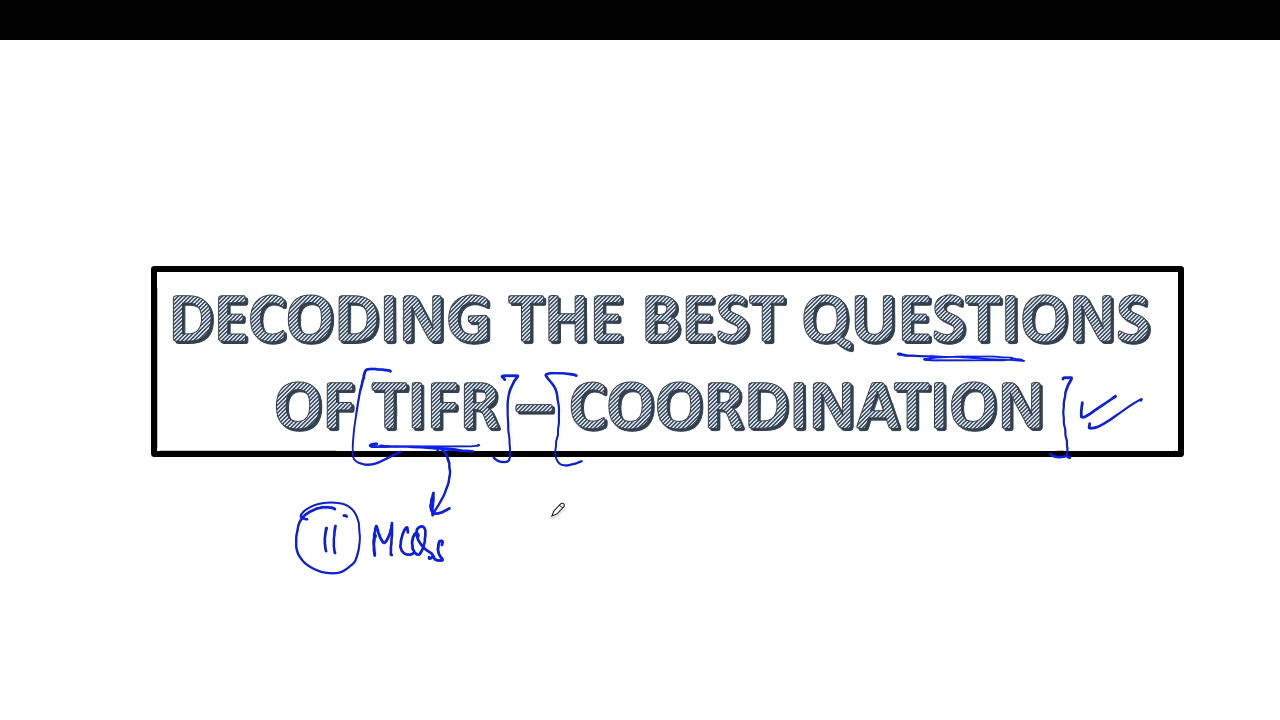 DECODING THE BEST QUESTIONS
OF TIFR – COORDINATION
11 MCQs